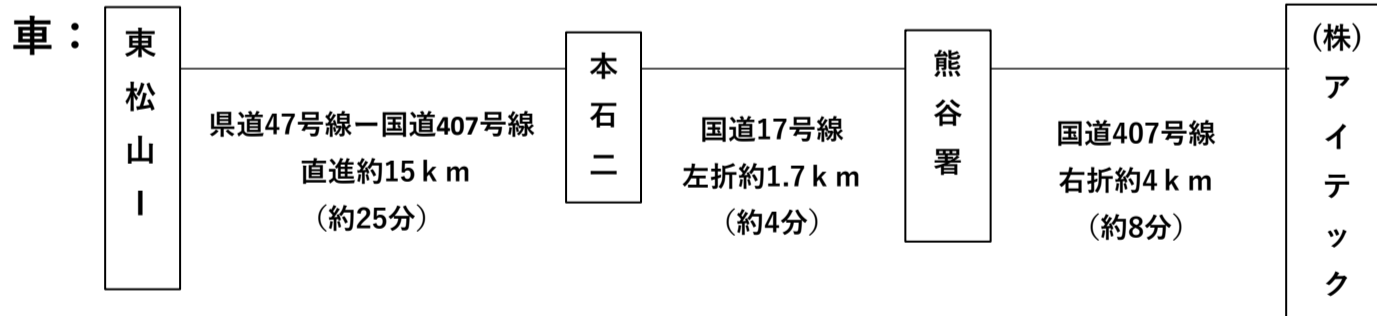 車：
東松山I
県道47号線ー国道407号線
直進約15ｋｍ
（約25分）
本石二
国道17号線
左折約1.7ｋｍ
（約4分）
熊谷署
国道407号線
右折約4ｋｍ
（約8分）
（株）アイテック